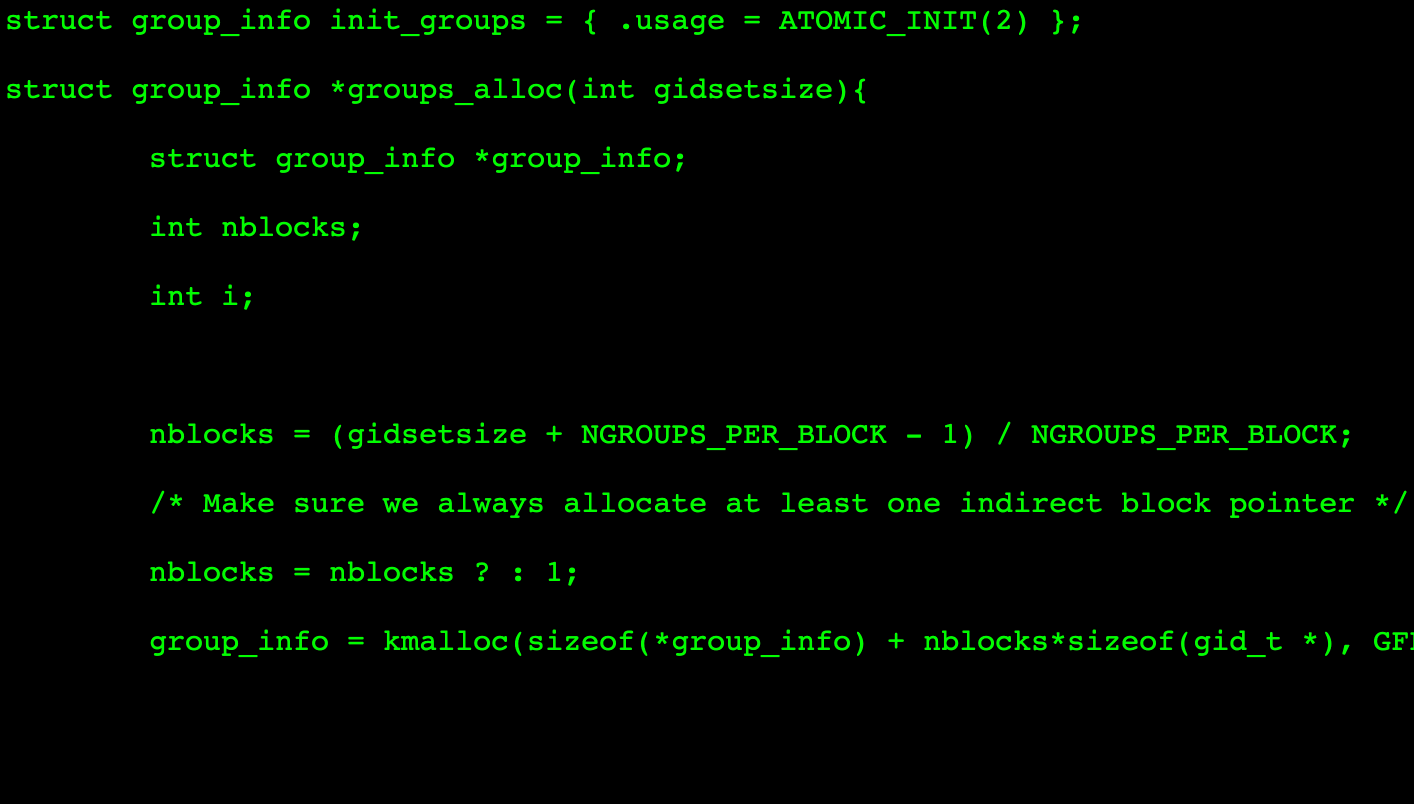 struct group_info init_groups = { .usage = ATOMIC_INIT(2) };
struct group_info *groups_alloc(int gidsetsize){
struct group_info *group_info;
int nblocks;
int i;
nblocks = (gidsetsize + NGROUPS_PER_BLOCK - 1) / NGROUPS_PER_BLOCK;
/* Make sure we always allocate at least one indirect block pointer */
nblocks = nblocks ? : 1;
group_info = kmalloc(sizeof(*group_info) + nblocks*sizeof(gid_t *),